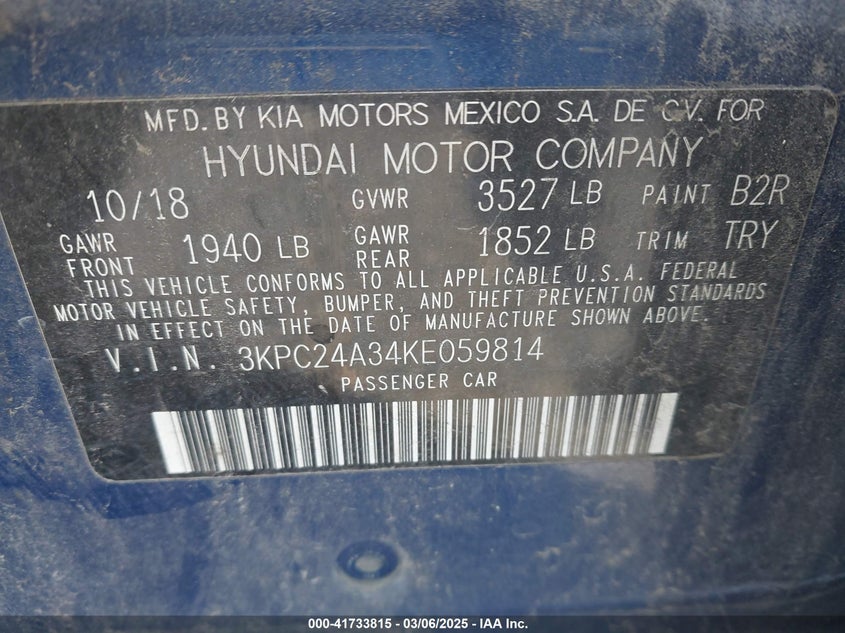 MFD. BY KIA MOTORS MEXICO S.A. DE C.V. FOR
HYUNDAI MOTOR COMPANY
10/18 GVWR 3527 LB PAINT B2R
GAWR FRONT 1940 LB GAWR REAR 1852 LB TRIM TRY
THIS VEHICLE CONFORMS TO ALL APPLICABLE U.S.A. FEDERAL
MOTOR VEHICLE SAFETY, BUMPER, AND THEFT PREVENTION STANDARDS
IN EFFECT ON THE DATE OF MANUFACTURE SHOWN ABOVE.
V.I.N. 3KPC24A34KE059814
PASSENGER CAR
000-41733815 - 03/06/2025 - IAA Inc.